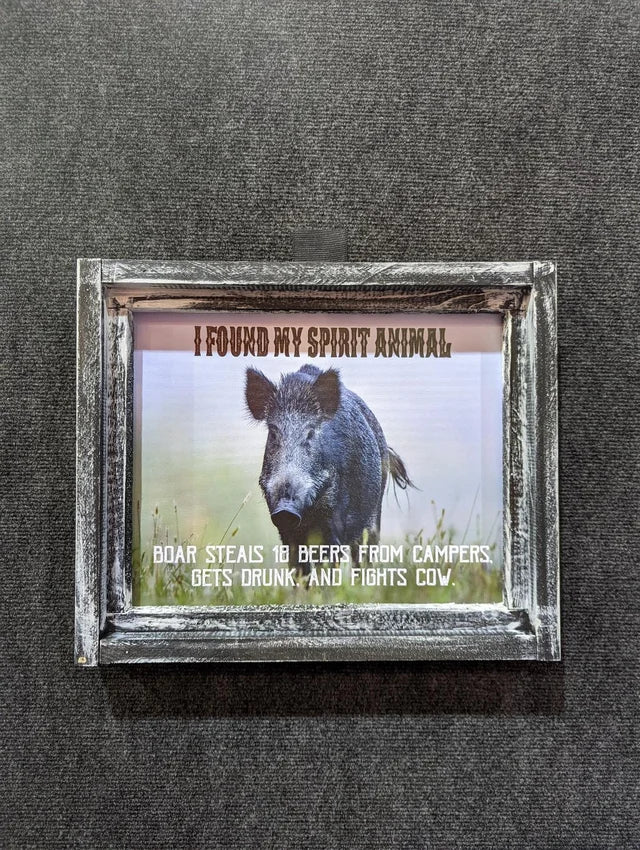 I FOUND MY SPIRIT ANIMAL
BOAR STEALS 18 BEERS FROM CAMPERS,
GETS DRUNK, AND FIGHTS COW.